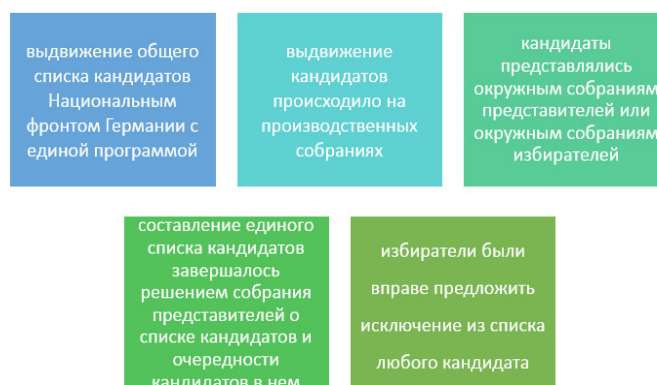 выдвижение общего
списка кандидатов
Национальным
фронтом Германии с
единой программой
выдвижение
кандидатов
происходило на
производственных
собраниях
кандидаты
представлялись
окружным собраниям
представителей или
окружным собраниям
избирателей
составление единого
списка кандидатов
завершалось
решением собрания
представителей о
списке кандидатов и
очередности
кандидатов в нем
избиратели были
вправе предложить
исключение из списка
любого кандидата